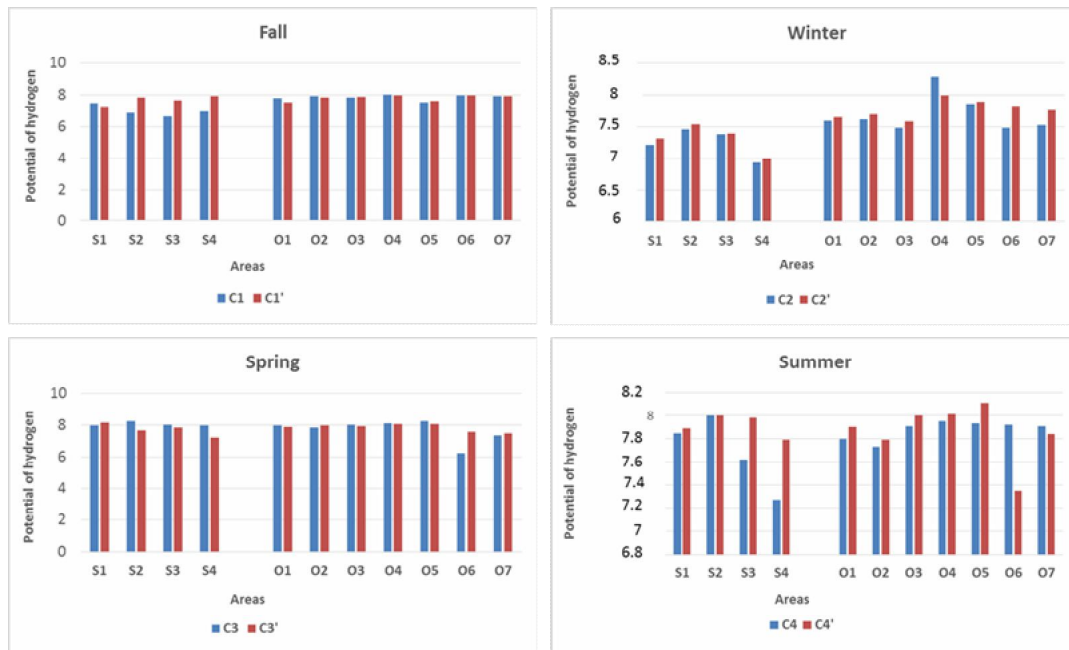 Fall
Potential of hydrogen
10
8
6
4
2
0
S1 S2 S3 S4 O1 O2 O3 O4 O5 O6 O7
Areas
C1 C1'
Winter
Potential of hydrogen
8.5
8
7.5
7
6.5
6
S1 S2 S3 S4 O1 O2 O3 O4 O5 O6 O7
Areas
C2 C2'
Spring
Potential of hydrogen
10
8
6
4
2
0
S1 S2 S3 S4 O1 O2 O3 O4 O5 O6 O7
Areas
C3 C3'
Summer
Potential of hydrogen
8.2
8
7.8
7.6
7.4
7.2
7
6.8
S1 S2 S3 S4 O1 O2 O3 O4 O5 O6 O7
Areas
C4 C4'